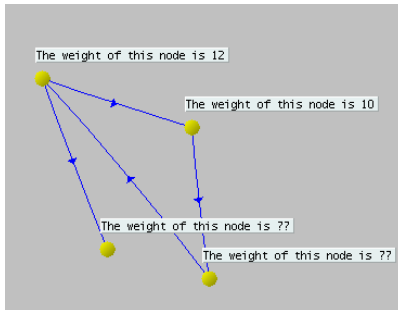 The weight of this node is 12
The weight of this node is 10
The weight of this node is ??
The weight of this node is ??